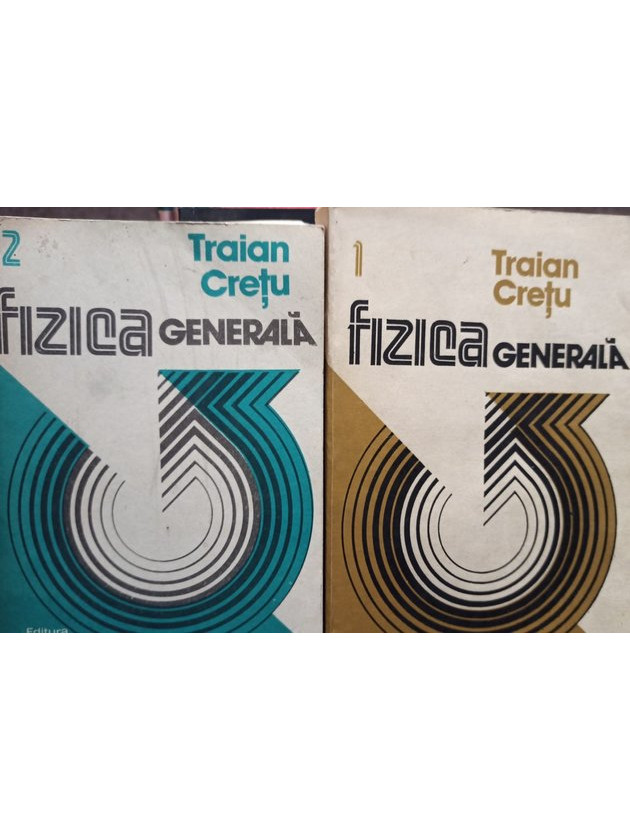 2
Traian
Crețu
fizica GENERALĂ
Editura
1
Traian
Crețu
fizica GENERALĂ